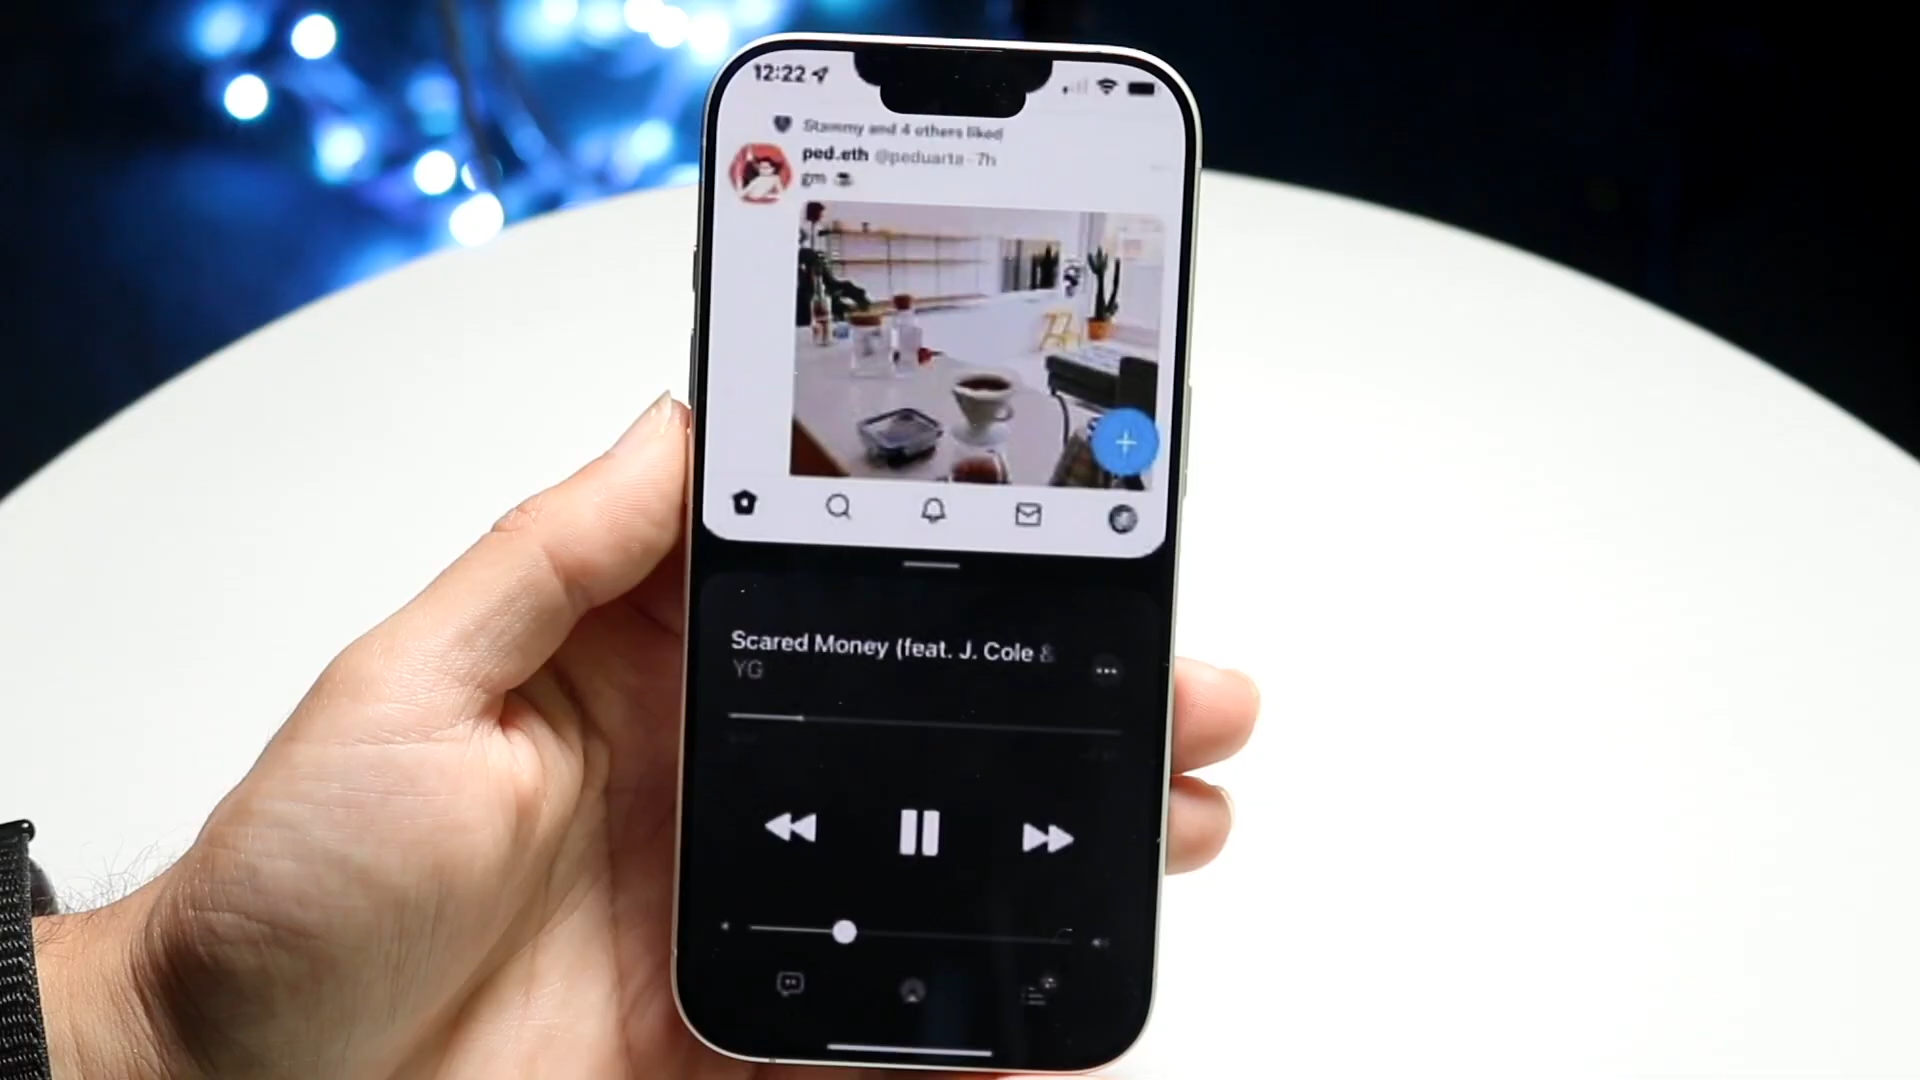 12:22
Stammy and 4 others liked
ped.eth @peduarte · 7h
gm
Scared Money (feat. J. Cole &
YG